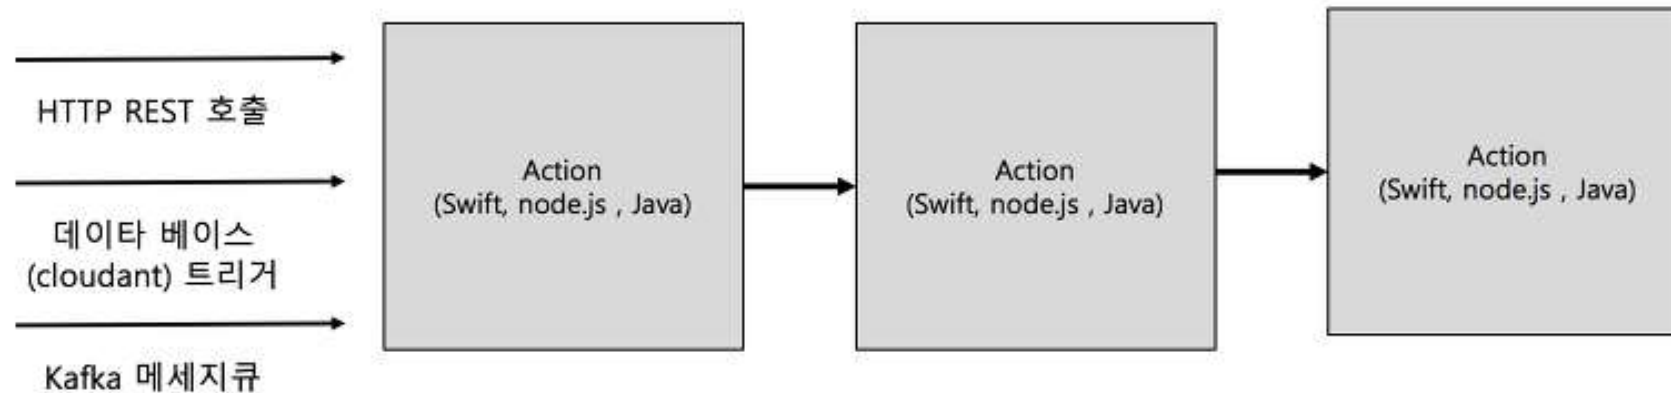 HTTP REST 호출
데이타 베이스
(cloudant) 트리거
Kafka 메세지큐
Action
(Swift, node.js , Java)
Action
(Swift, node.js , Java)
Action
(Swift, node.js , Java)